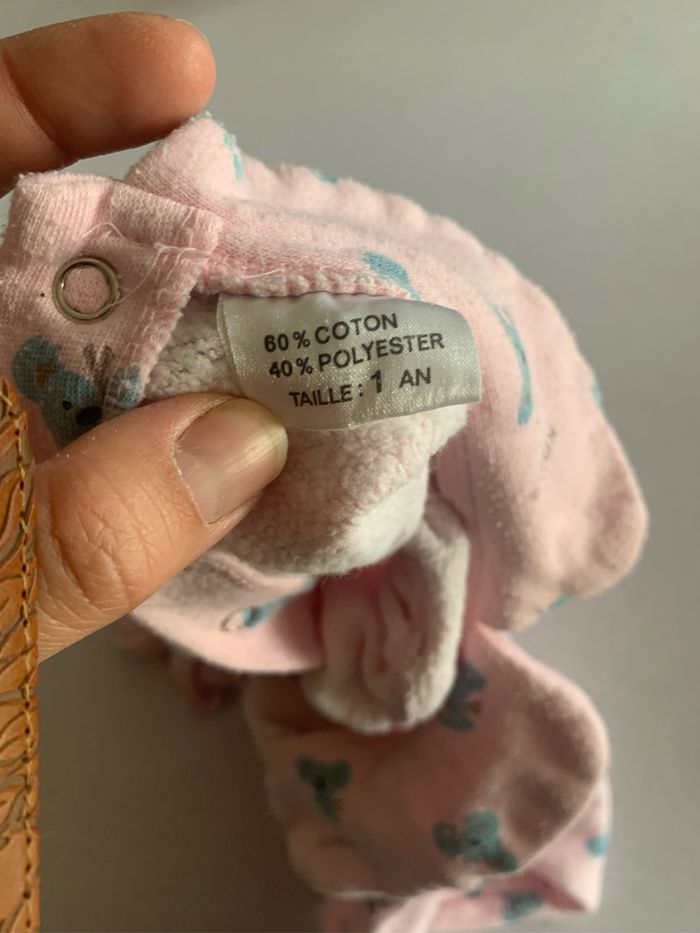 60 % COTON
40 % POLYESTER
TAILLE : 1 AN